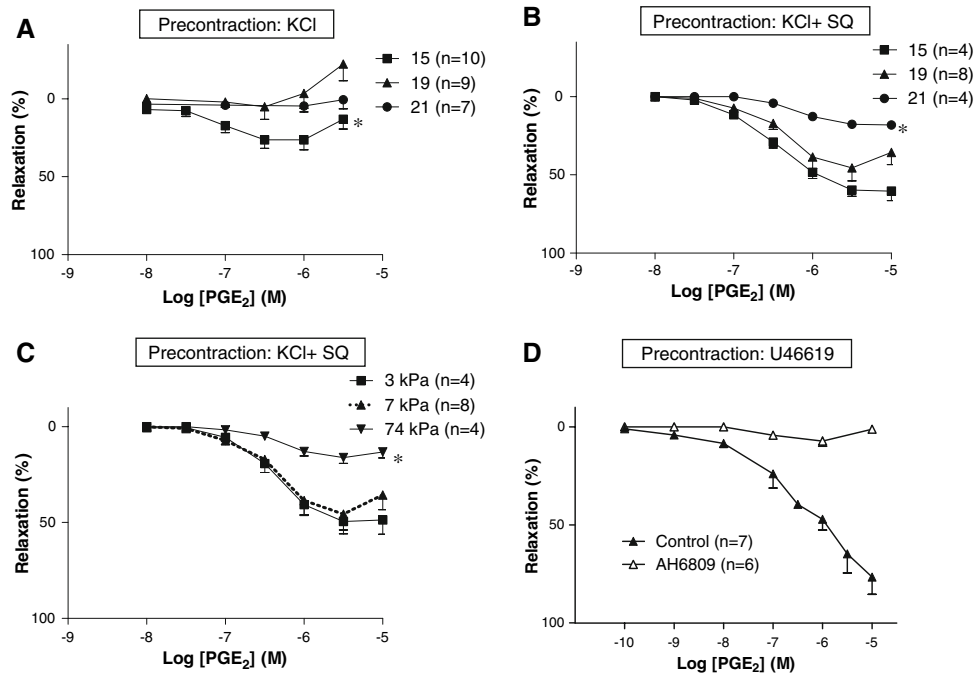 A
Precontraction: KCl
15 (n=10)
19 (n=9)
21 (n=7)
0
50
100
*
Relaxation (%)
-9 -8 -7 -6 -5
Log [PGE₂] (M)
B
Precontraction: KCl+ SQ
15 (n=4)
19 (n=8)
21 (n=4)
0
50
100
*
Relaxation (%)
-9 -8 -7 -6 -5
Log [PGE₂] (M)
C
Precontraction: KCl+ SQ
3 kPa (n=4)
7 kPa (n=8)
74 kPa (n=4)
0
50
100
*
Relaxation (%)
-9 -8 -7 -6 -5
Log [PGE₂] (M)
D
Precontraction: U46619
0
50
100
Relaxation (%)
Control (n=7)
AH6809 (n=6)
-10 -9 -8 -7 -6 -5
Log [PGE₂] (M)